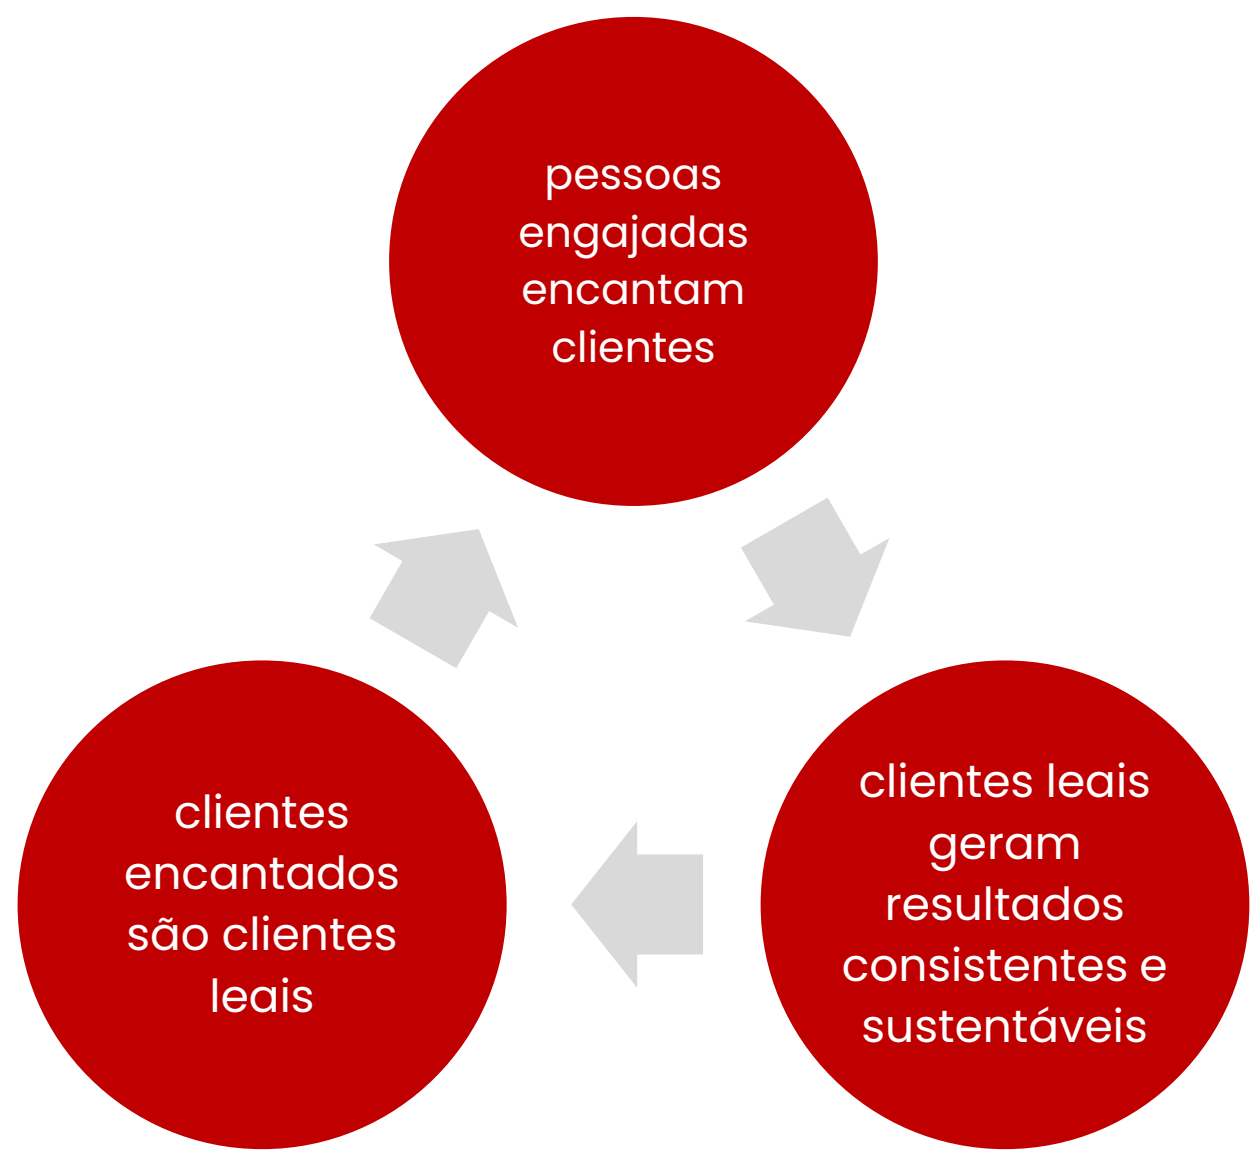 pessoas
engajadas
encantam
clientes
clientes leais
geram
resultados
consistentes e
sustentáveis
clientes
encantados
são clientes
leais